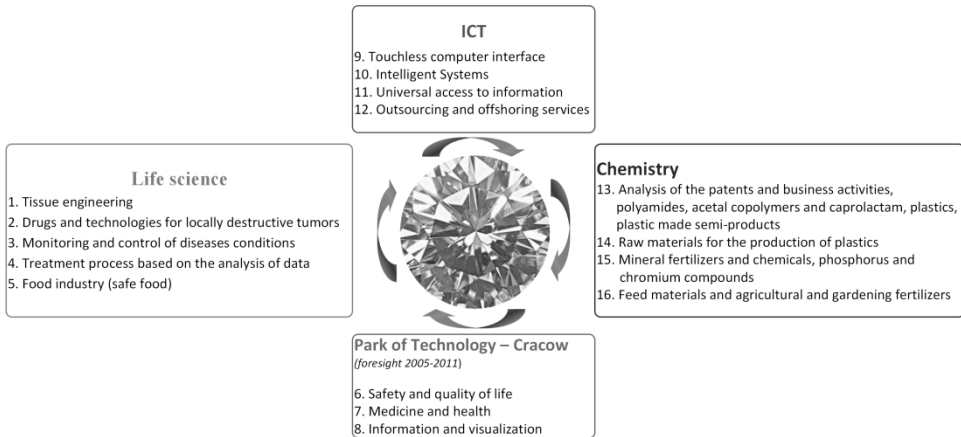 ICT
9. Touchless computer interface
10. Intelligent Systems
11. Universal access to information
12. Outsourcing and offshoring services
Life science
1. Tissue engineering
2. Drugs and technologies for locally destructive tumors
3. Monitoring and control of diseases conditions
4. Treatment process based on the analysis of data
5. Food industry (safe food)
Chemistry
13. Analysis of the patents and business activities,
polyamides, acetal copolymers and caprolactam, plastics,
plastic made semi-products
14. Raw materials for the production of plastics
15. Mineral fertilizers and chemicals, phosphorus and
chromium compounds
16. Feed materials and agricultural and gardening fertilizers
Park of Technology – Cracow
(foresight 2005-2011)
6. Safety and quality of life
7. Medicine and health
8. Information and visualization